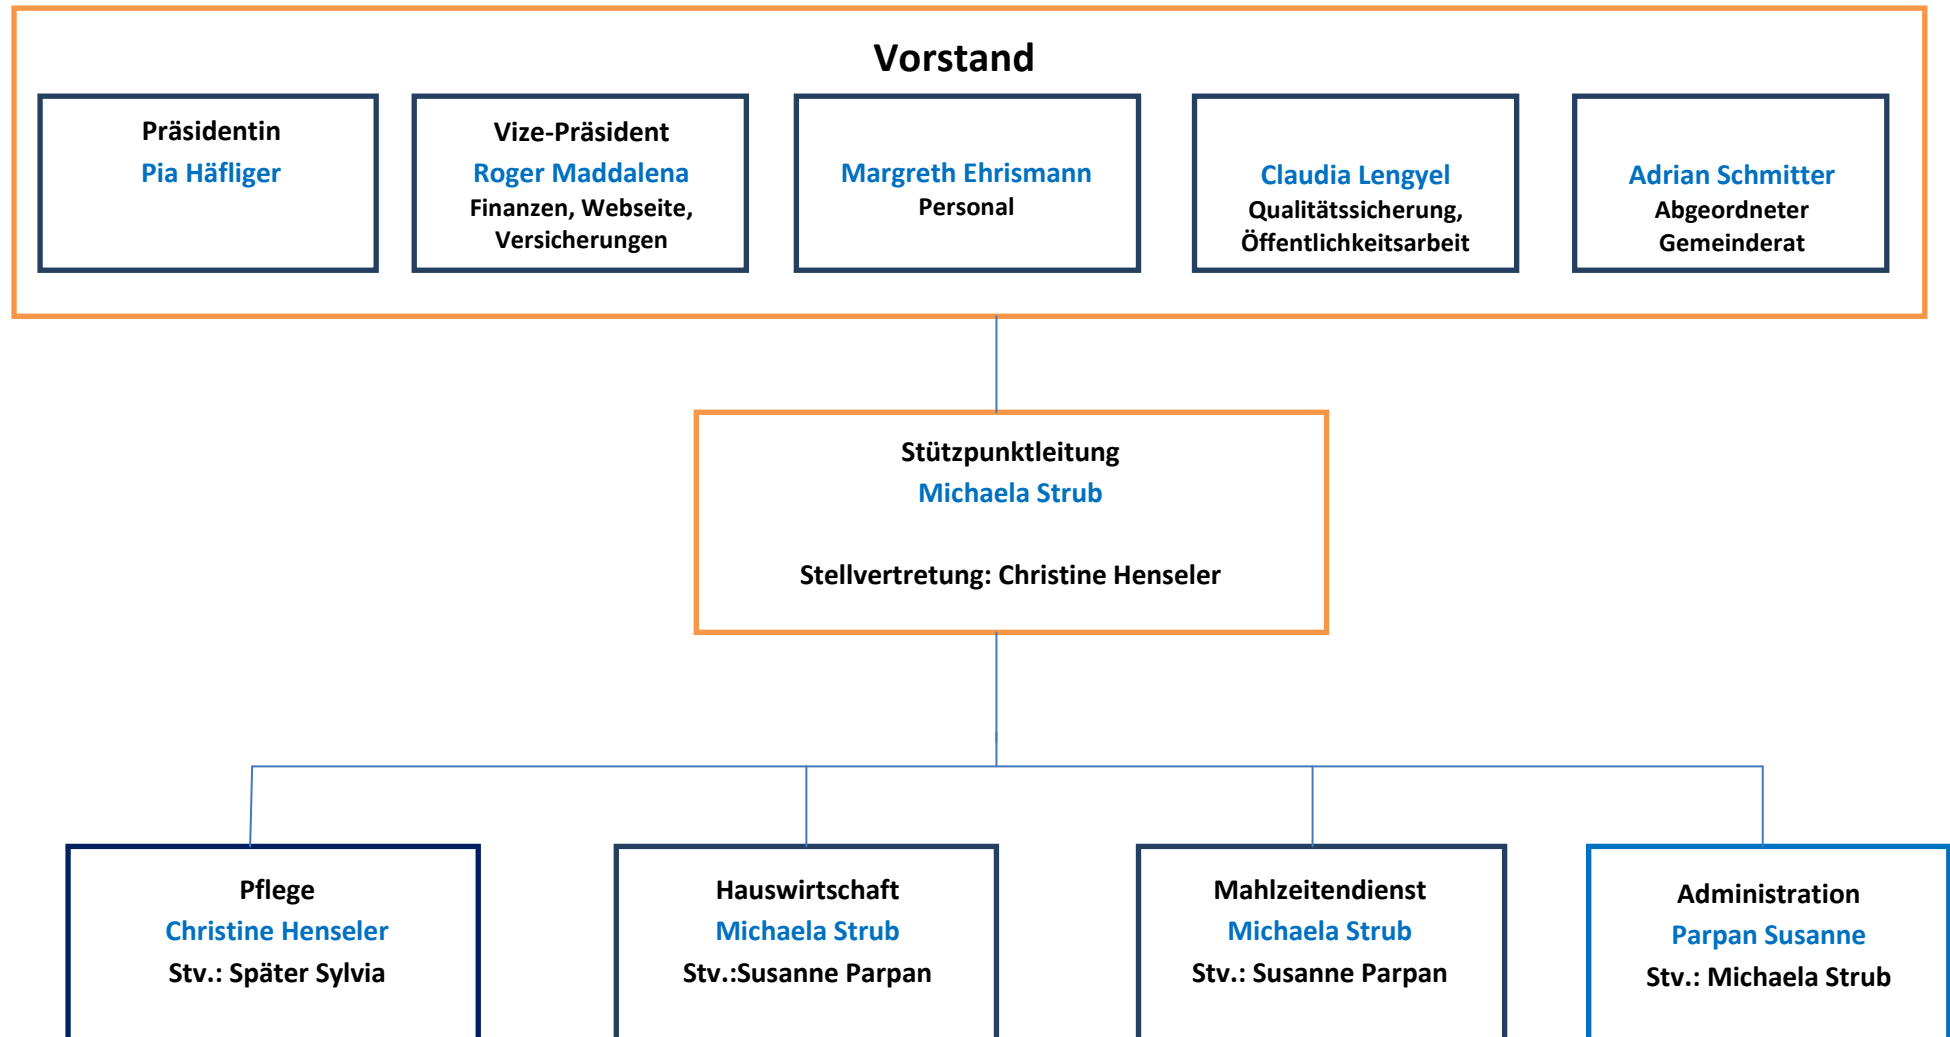 Vorstand
Präsidentin
Pia Häfliger
Vize-Präsident
Roger Maddalena
Finanzen, Webseite,
Versicherungen
Margreth Ehrismann
Personal
Claudia Lengyel
Qualitätssicherung,
Öffentlichkeitsarbeit
Adrian Schmitter
Abgeordneter
Gemeinderat
Stützpunktleitung
Michaela Strub
Stellvertretung: Christine Henseler
Pflege
Christine Henseler
Stv.: Später Sylvia
Hauswirtschaft
Michaela Strub
Stv.:Susanne Parpan
Mahlzeitendienst
Michaela Strub
Stv.: Susanne Parpan
Administration
Parpan Susanne
Stv.: Michaela Strub